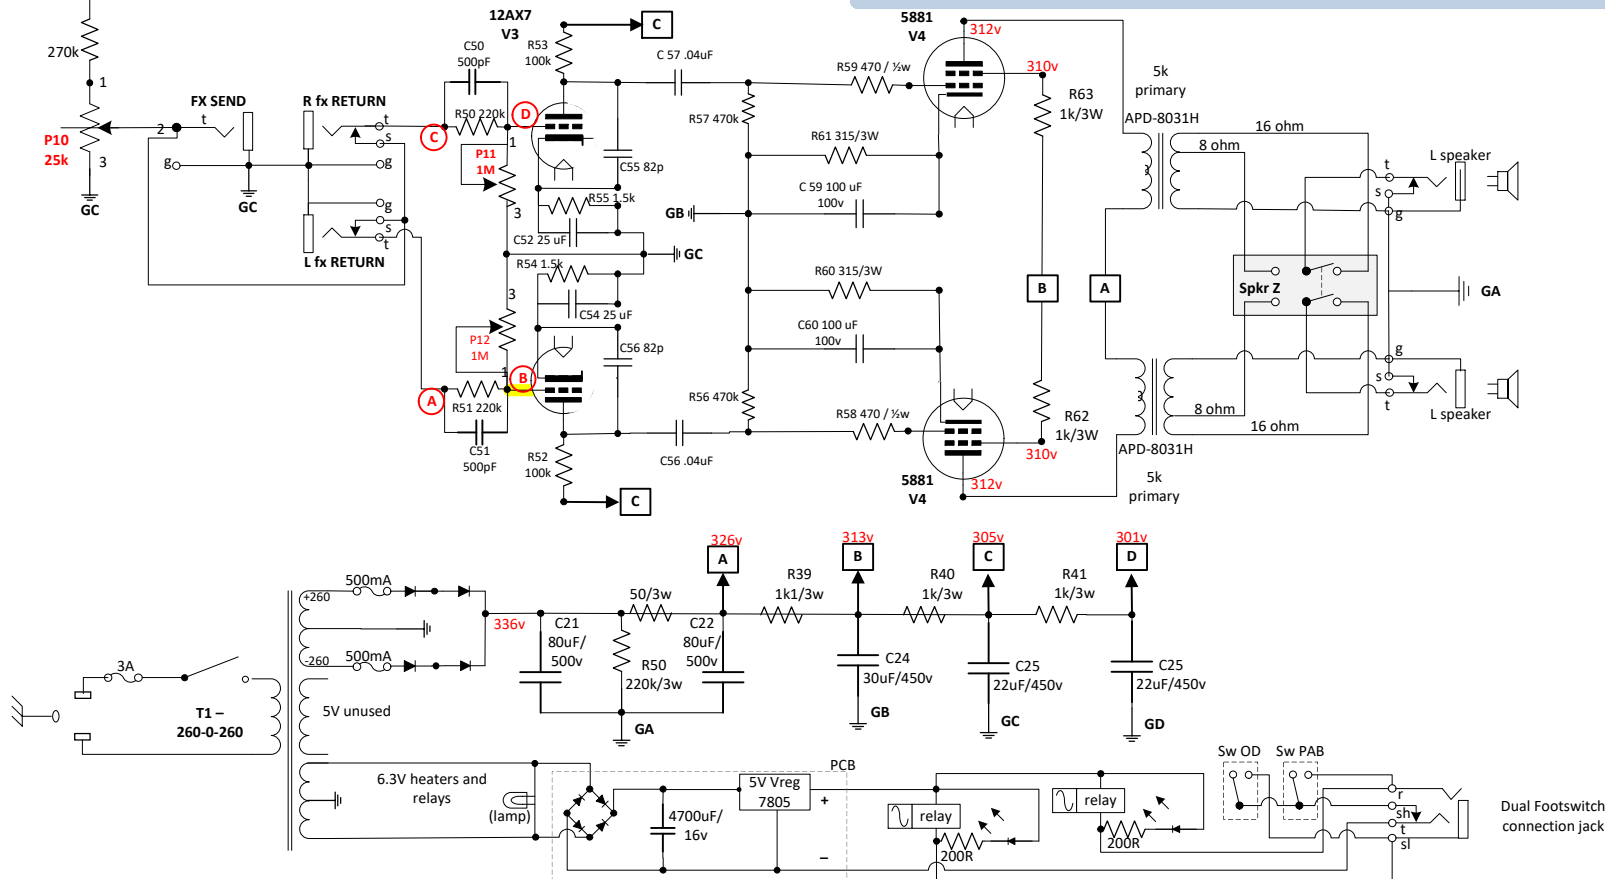 12AX7
V3
C
5881
V4
312v
270k
1
C50
500pF
R53
100k
C 57 .04uF
R59 470 / ½w
310v
R63
1k/3W
5k
primary
APD-8031H
16 ohm
8 ohm
FX SEND
t
R fx RETURN
t
s
g
2
P10
25k
3
GC
g
GC
C
R50 220k
D
1
P11
1M
3
C55 82p
R55 1.5k
C52 25 uF
R57 470k
R61 315/3W
C 59 100 uF
100v
GB
GC
t
s
g
L speaker
g
s
t
L fx RETURN
R54 1.5k
C54 25 uF
3
P12
1M
1
C56 82p
R60 315/3W
C60 100 uF
100v
B
A
Spkr Z
GA
A
B
R51 220k
C51
500pF
R52
100k
C
C56 .04uF
R56 470k
R58 470 / ½w
R62
1k/3W
310v
5881
V4
312v
g
s
t
L speaker
8 ohm
16 ohm
APD-8031H
5k
primary
326v
A
313v
B
305v
C
301v
D
+260
500mA
-260
500mA
336v
C21
80uF/
500v
50/3w
R50
220k/3w
C22
80uF/
500v
R39
1k1/3w
R40
1k/3w
R41
1k/3w
C24
30uF/450v
C25
22uF/450v
C25
22uF/450v
GA
GB
GC
GD
3A
T1 –
260-0-260
5V unused
6.3V heaters and
relays
(lamp)
PCB
4700uF/
16v
5V Vreg
7805
+
–
relay
200R
relay
200R
Sw OD
Sw PAB
r
sh
t
sl
Dual Footswitch
connection jack